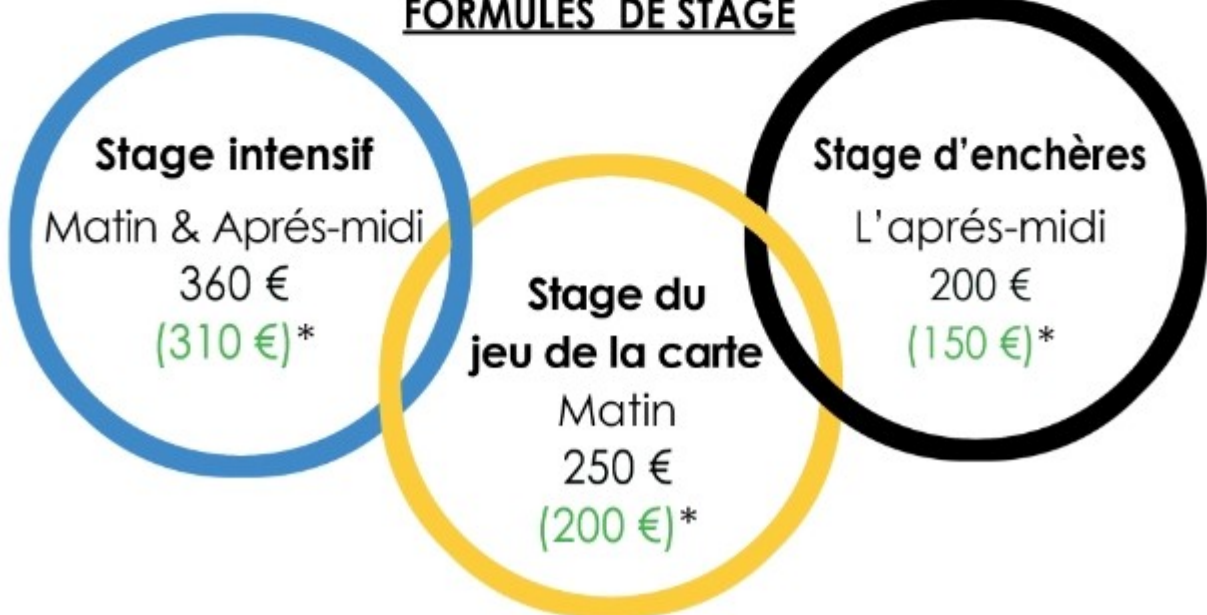 FORMULES DE STAGE
Stage intensif
Matin & Aprés-midi
360 €
(310 €)*
Stage du
jeu de la carte
Matin
250 €
(200 €)*
Stage d'enchères
L'aprés-midi
200 €
(150 €)*